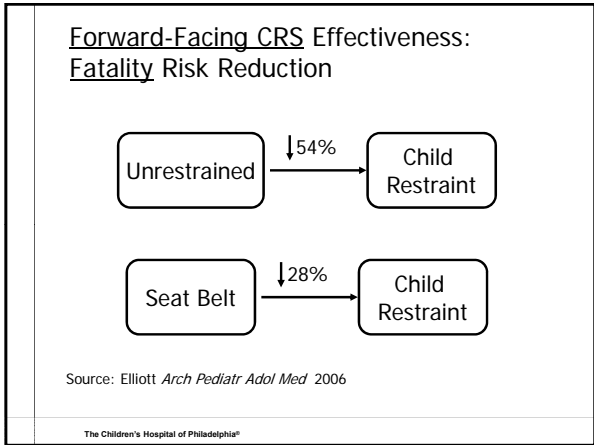 Forward-Facing CRS Effectiveness:
Fatality Risk Reduction
Unrestrained
↓54%
Child
Restraint
Seat Belt
↓28%
Child
Restraint
Source: Elliott Arch Pediatr Adol Med 2006
The Children's Hospital of Philadelphia®